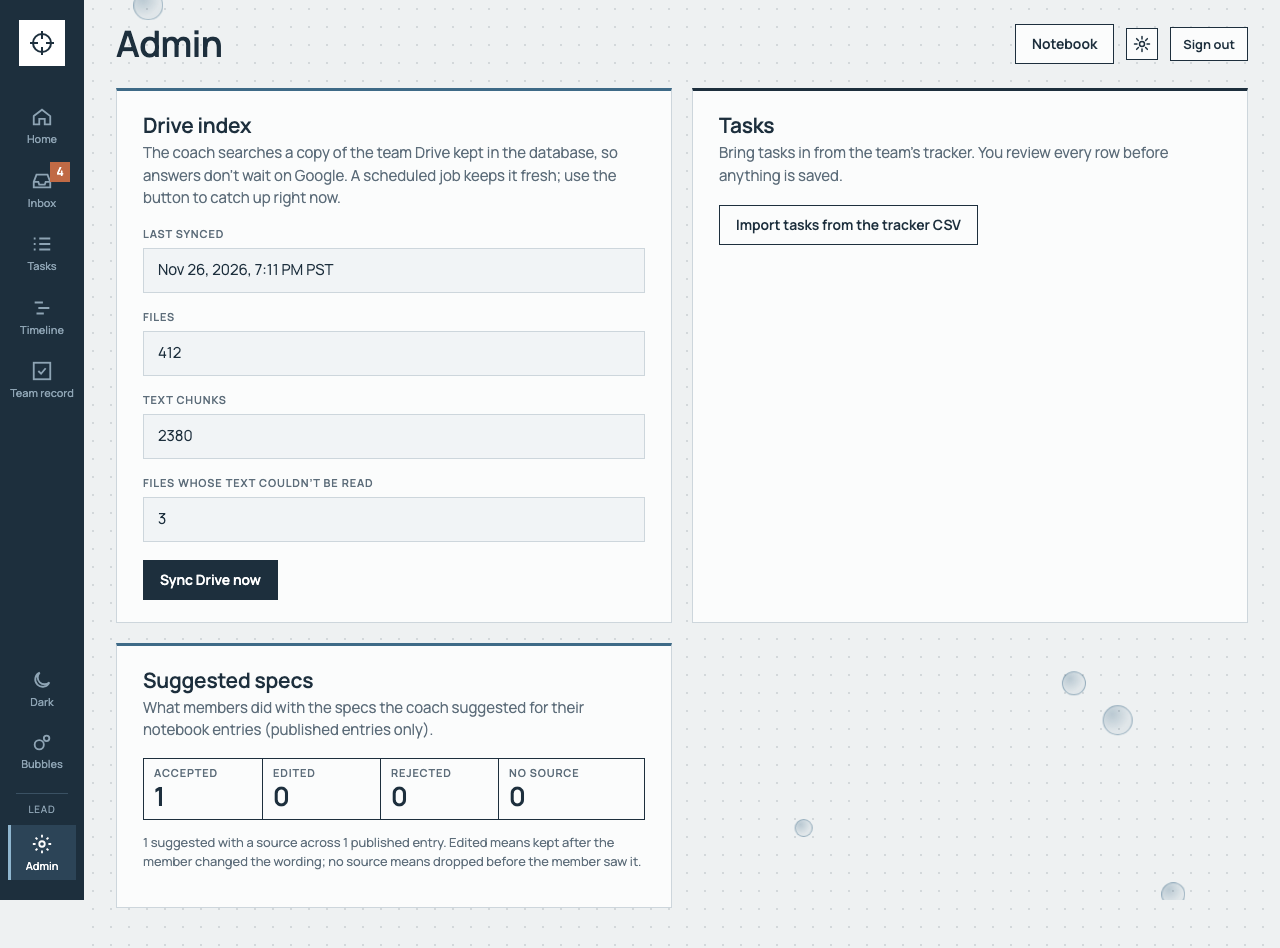 Admin
Notebook
Sign out
Home
4
Inbox
Tasks
Timeline
Team record
Dark
Bubbles
LEAD
Admin
Drive index
The coach searches a copy of the team Drive kept in the database, so
answers don't wait on Google. A scheduled job keeps it fresh; use the
button to catch up right now.
LAST SYNCED
Nov 26, 2026, 7:11 PM PST
FILES
412
TEXT CHUNKS
2380
FILES WHOSE TEXT COULDN'T BE READ
3
Sync Drive now
Tasks
Bring tasks in from the team's tracker. You review every row before
anything is saved.
Import tasks from the tracker CSV
Suggested specs
What members did with the specs the coach suggested for their
notebook entries (published entries only).
ACCEPTED
1
EDITED
0
REJECTED
0
NO SOURCE
0
1 suggested with a source across 1 published entry. Edited means kept after the
member changed the wording; no source means dropped before the member saw it.